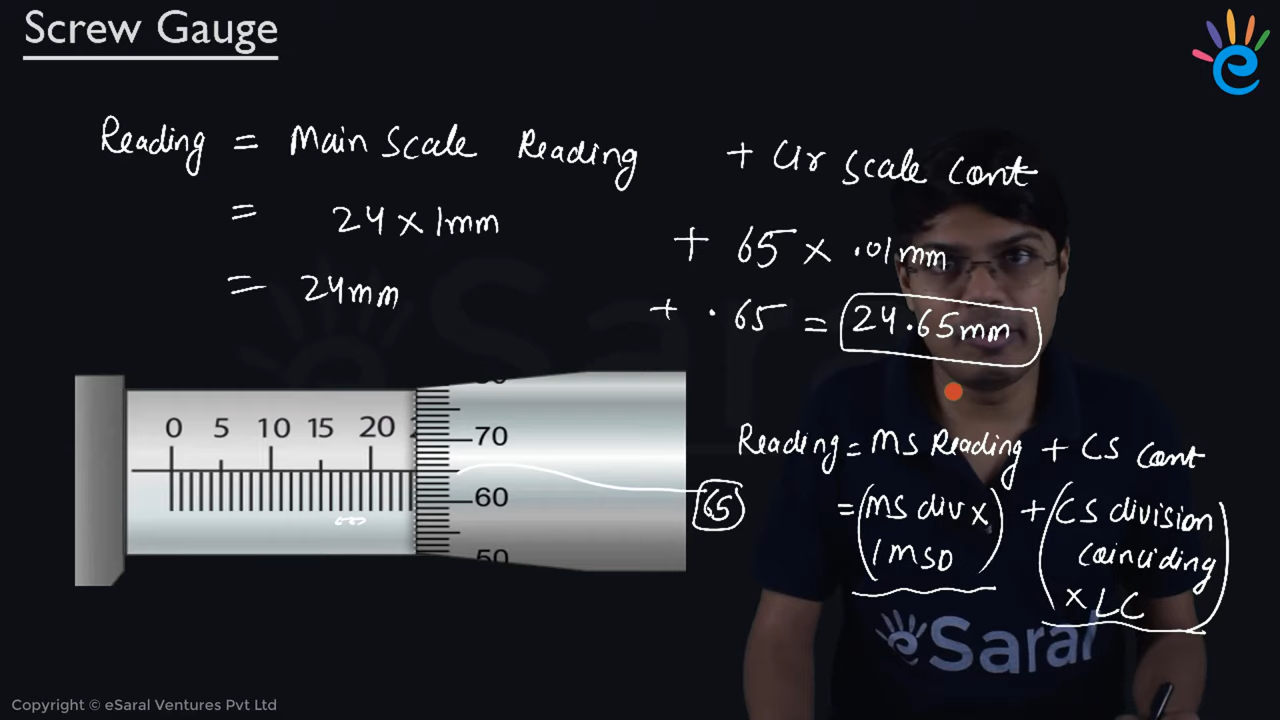 Screw Gauge
Reading = Main Scale Reading + Cir Scale Cont
= 24 x 1mm + 65 x .01mm
= 24mm + .65 = 24.65mm
0 5 10 15 20
70
60
50
65
Reading = MS Reading + CS Cont
= (MS div x 1MSD) + (CS division coinciding x LC)
eSaral
Copyright © eSaral Ventures Pvt Ltd